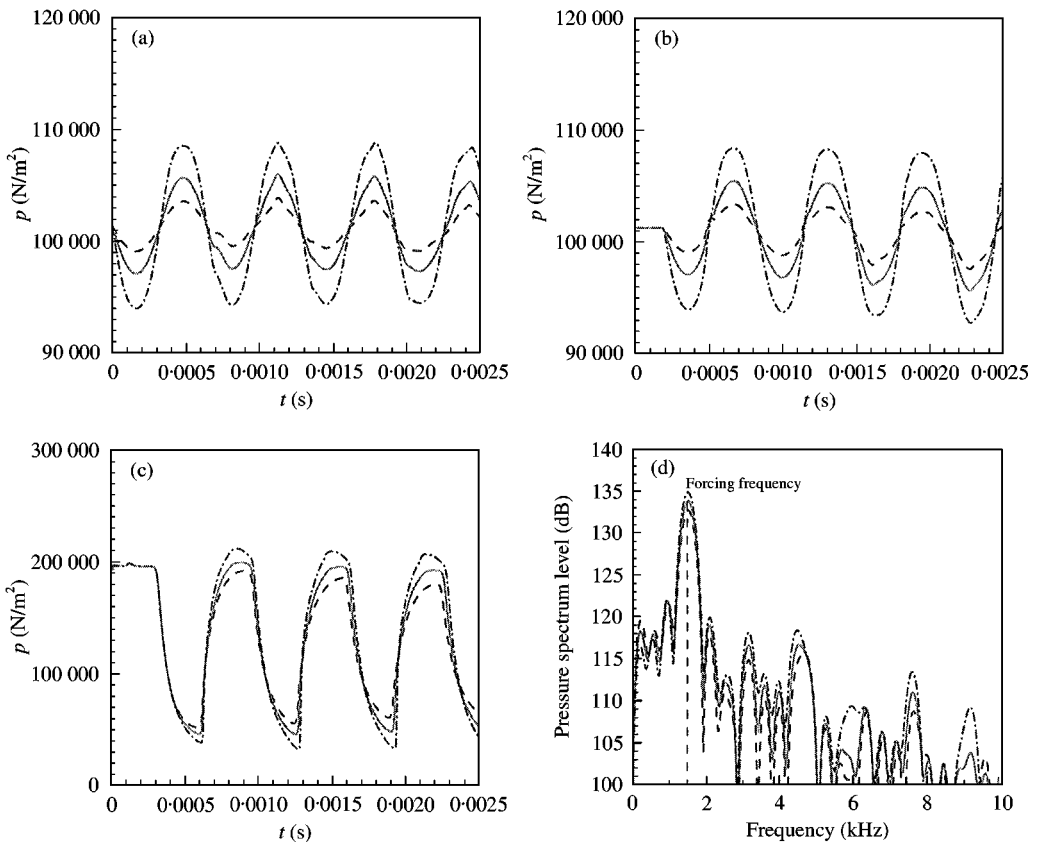 (a)
120 000
110 000
100 000
90 000
p (N/m²)
0 0·0005 0·0010 0·0015 0·0020 0·0025
t (s)
(b)
120 000
110 000
100 000
90 000
p (N/m²)
0 0·0005 0·0010 0·0015 0·0020 0·0025
t (s)
(c)
300 000
200 000
100 000
0
p (N/m²)
0 0·0005 0·0010 0·0015 0·0020 0·0025
t (s)
(d)
Forcing frequency
140
135
130
125
120
115
110
105
100
Pressure spectrum level (dB)
0 2 4 6 8 10
Frequency (kHz)